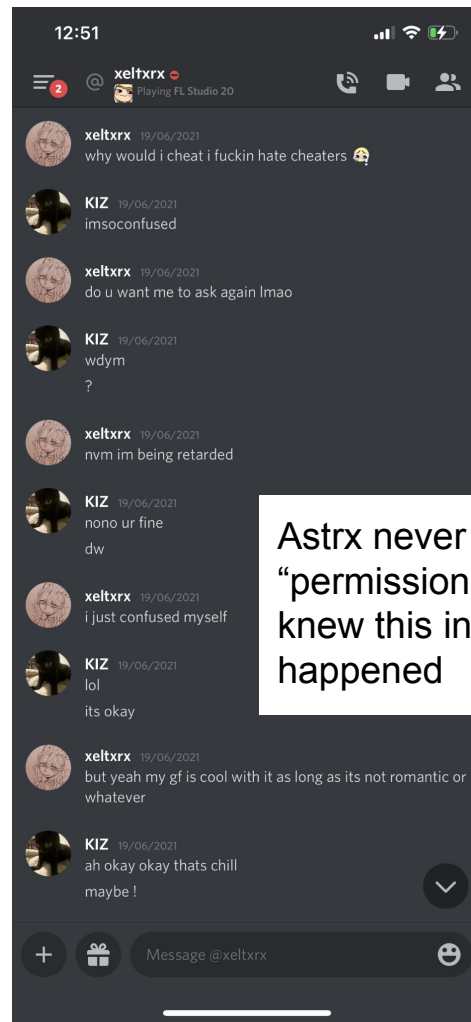 12:51
2
@ xeltxrx
Playing FL Studio 20
xeltxrx 19/06/2021
why would i cheat i fuckin hate cheaters
KIZ 19/06/2021
imsoconfused
xeltxrx 19/06/2021
do u want me to ask again lmao
KIZ 19/06/2021
wdym
?
xeltxrx 19/06/2021
nvm im being retarded
KIZ 19/06/2021
nono ur fine
dw
xeltxrx 19/06/2021
i just confused myself
KIZ 19/06/2021
lol
its okay
Astrx never
“permission
knew this in
happened
xeltxrx 19/06/2021
but yeah my gf is cool with it as long as its not romantic or
whatever
KIZ 19/06/2021
ah okay okay thats chill
maybe !
Message @xeltxrx